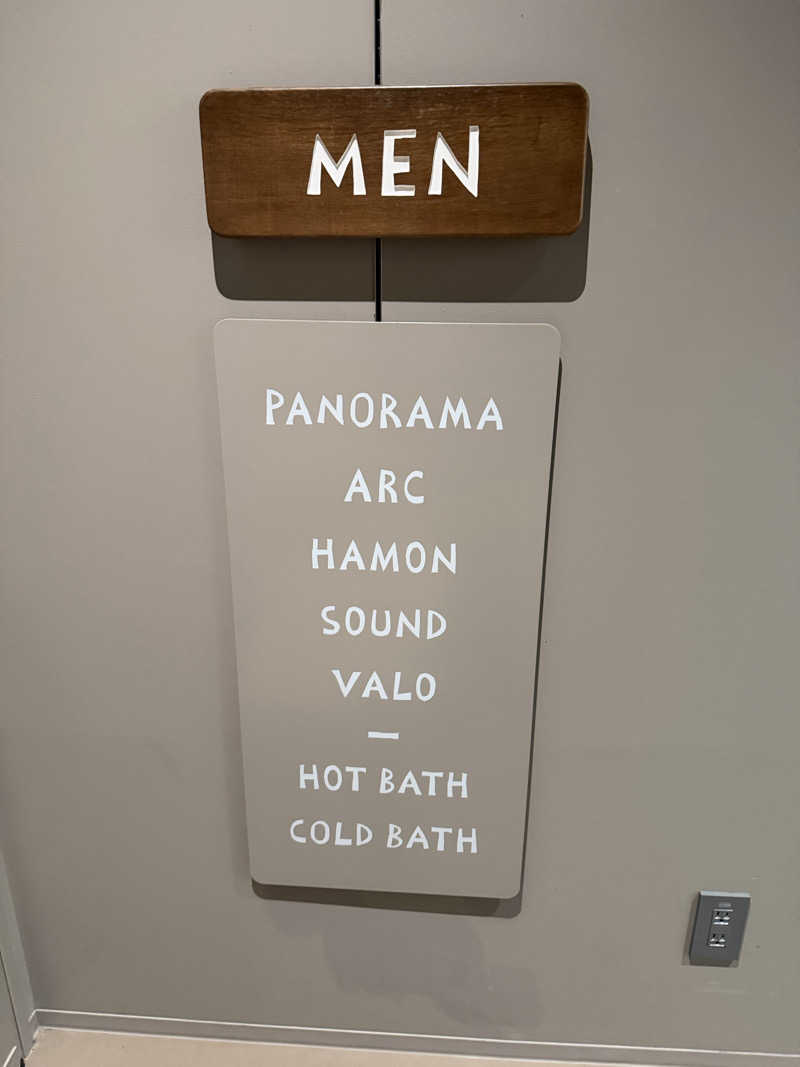 MEN
PANORAMA
ARC
HAMON
SOUND
VALO
—
HOT BATH
COLD BATH